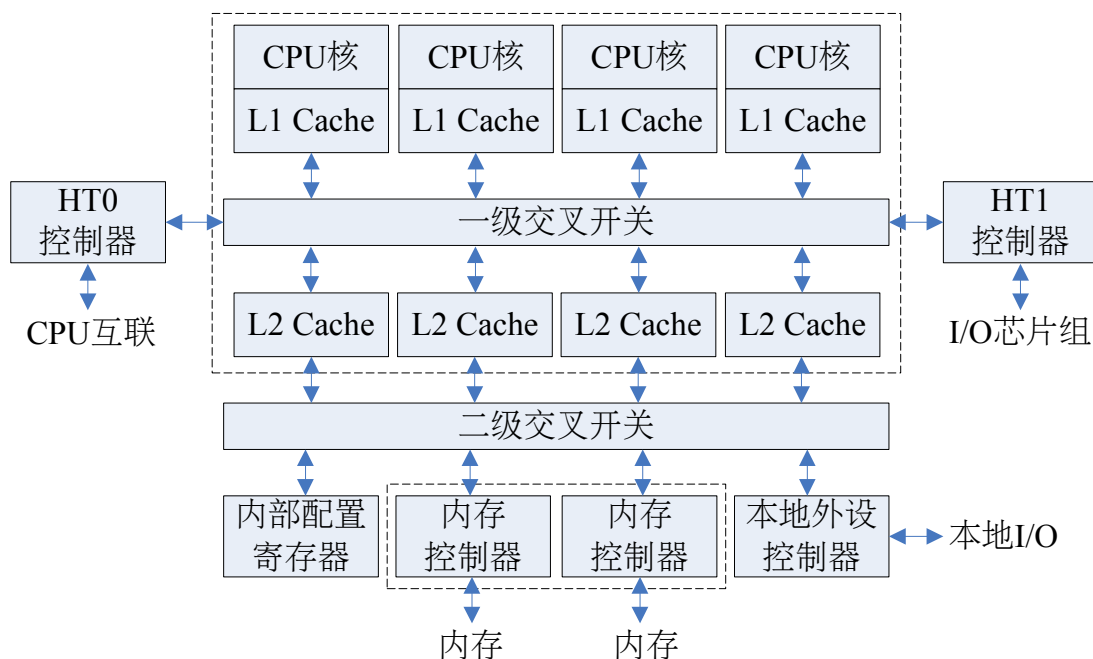 CPU核
CPU核
CPU核
CPU核
L1 Cache
L1 Cache
L1 Cache
L1 Cache
HT0
控制器
一级交叉开关
HT1
控制器
CPU互联
L2 Cache
L2 Cache
L2 Cache
L2 Cache
I/O芯片组
二级交叉开关
内部配置
寄存器
内存
控制器
内存
控制器
本地外设
控制器
本地I/O
内存
内存